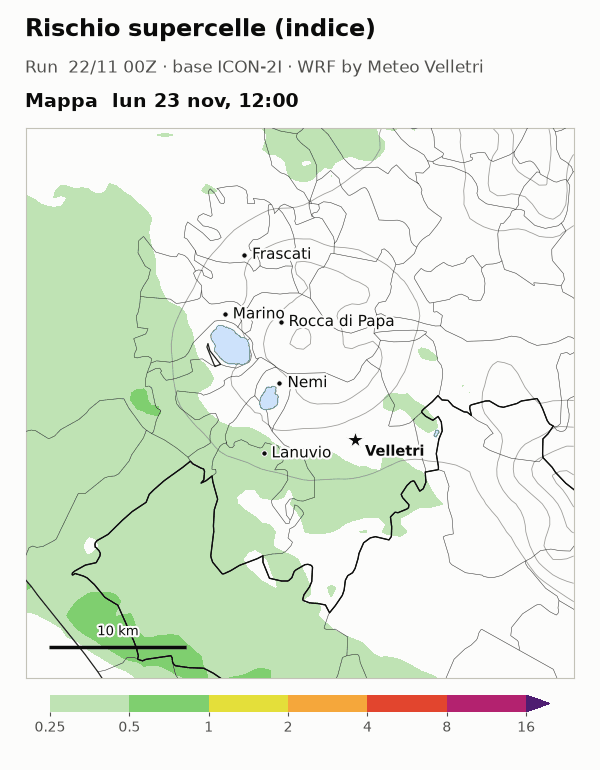 Rischio supercelle (indice)
Run  22/11 00Z · base ICON-2I · WRF by Meteo Velletri
Mappa  lun 23 nov, 12:00
Frascati
Marino
Rocca di Papa
Nemi
Velletri
Lanuvio
10 km
0.25 0.5 1 2 4 8 16